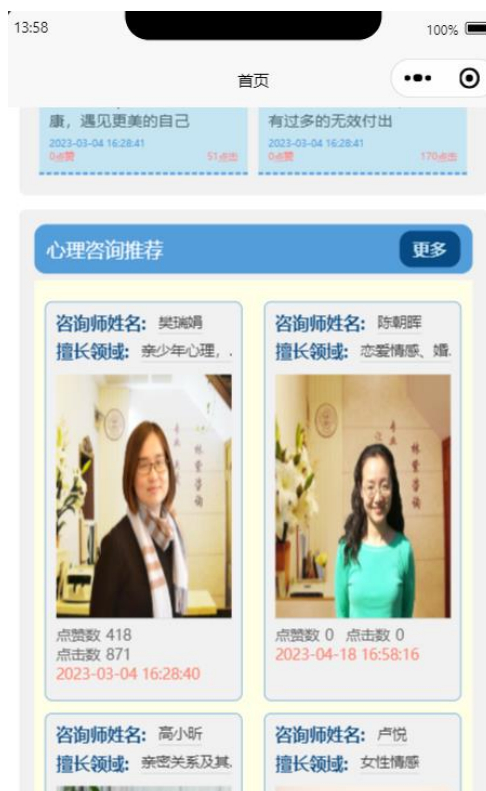 13:58
100%
首页
康，遇见更美的自己
2023-03-04 16:28:41
0点赞
51点击
有过多的无效付出
2023-03-04 16:28:41
0点赞
170点击
心理咨询推荐
更多
咨询师姓名: 樊瑞娟
擅长领域: 亲少年心理，.
点赞数 418
点击数 871
2023-03-04 16:28:40
咨询师姓名: 陈朝晖
擅长领域: 恋爱情感、婚.
林紫咨询
点赞数 0 点击数 0
2023-04-18 16:58:16
咨询师姓名: 高小昕
擅长领域: 亲密关系及其.
咨询师姓名: 卢悦
擅长领域: 女性情感